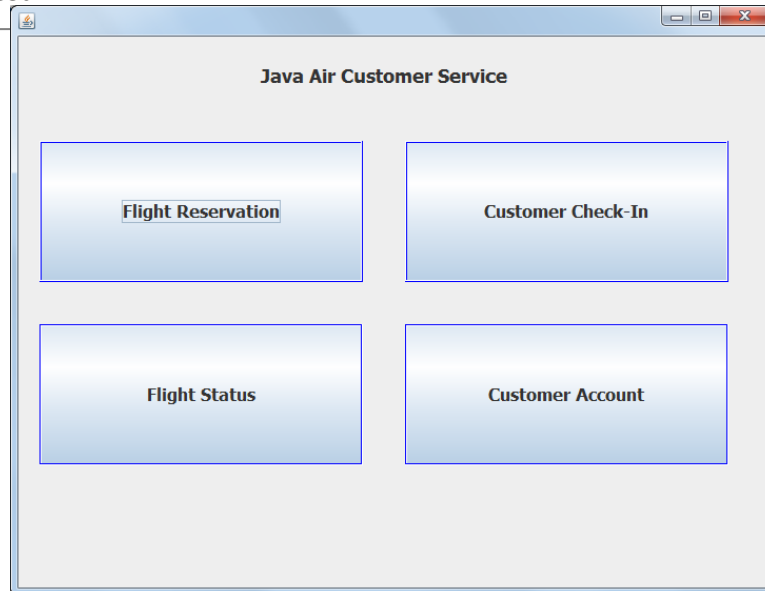 Java Air Customer Service
Flight Reservation
Customer Check-In
Flight Status
Customer Account